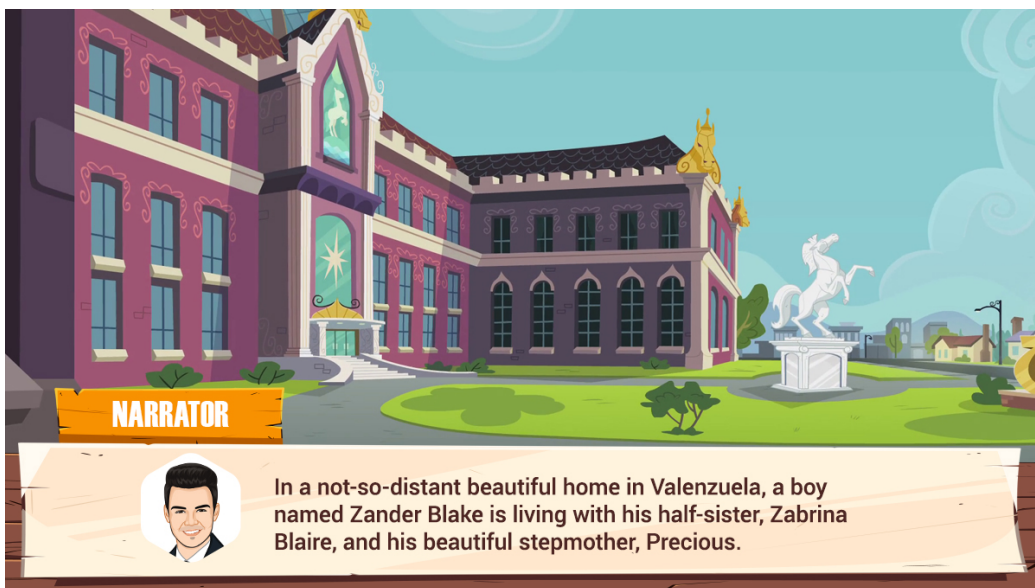 NARRATOR
In a not-so-distant beautiful home in Valenzuela, a boy
named Zander Blake is living with his half-sister, Zabrina
Blaire, and his beautiful stepmother, Precious.